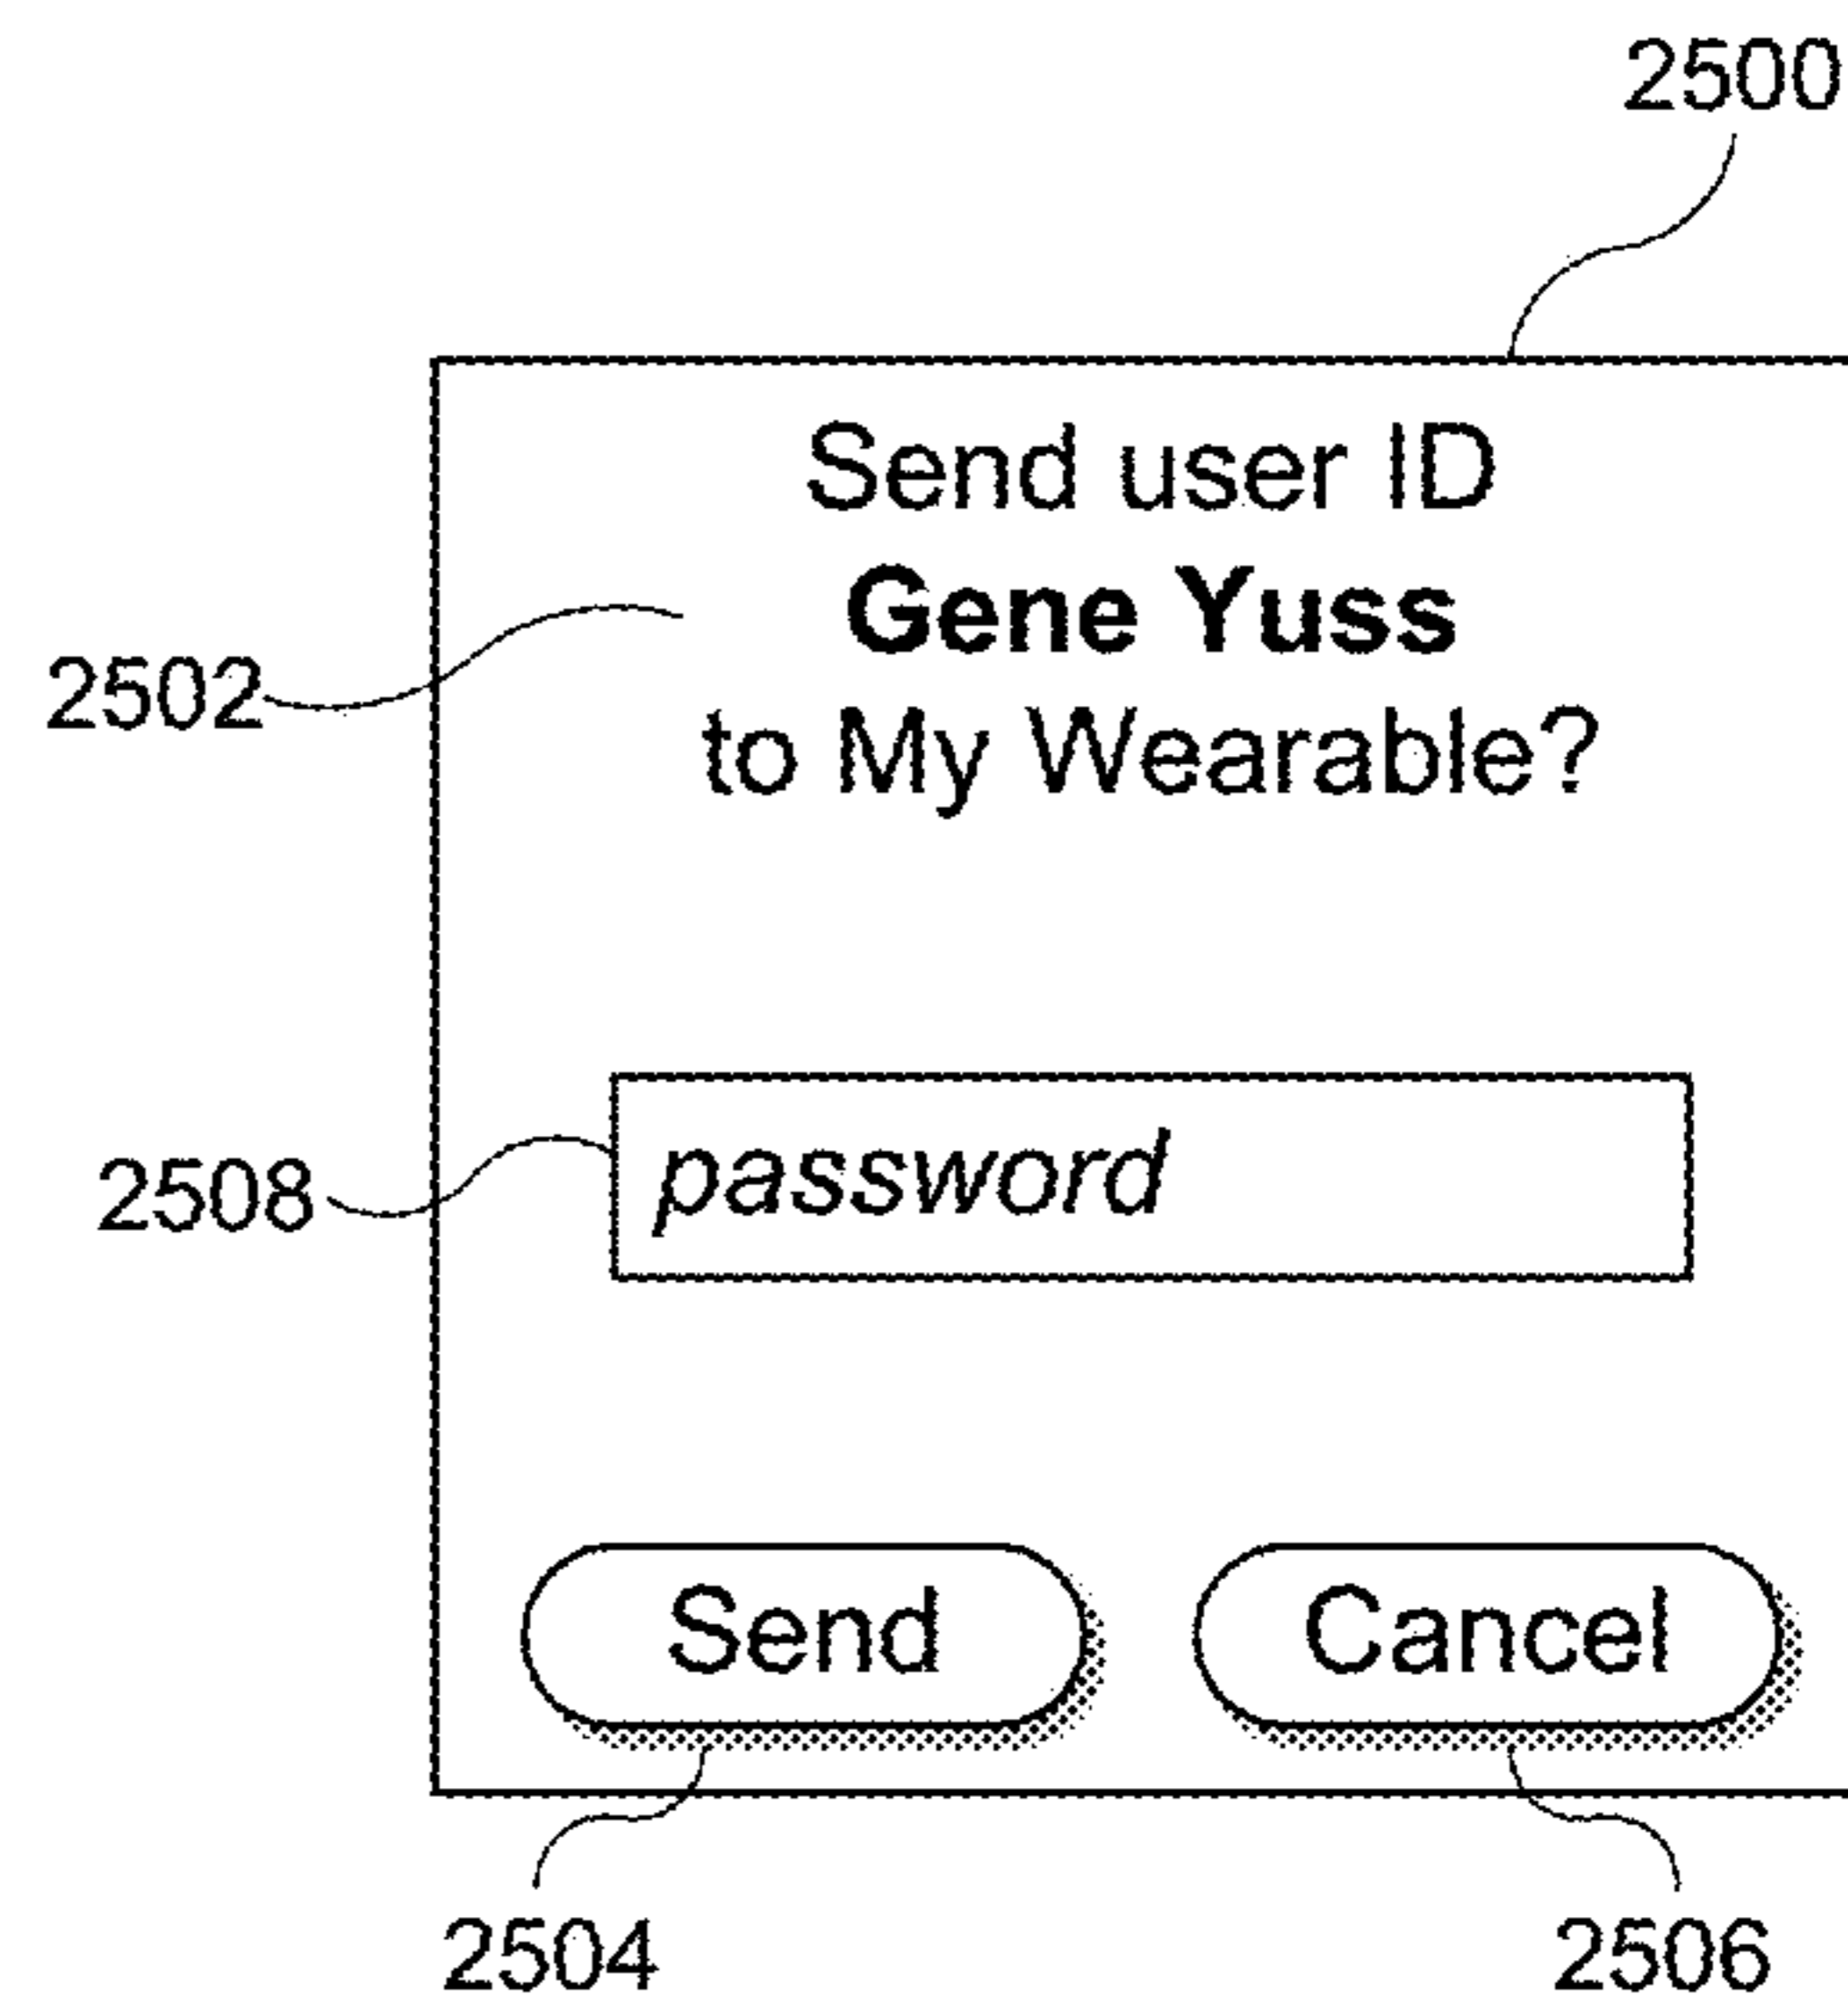 2500
Send user ID
Gene Yuss
2502
to My Wearable?
2508
password
Send
Cancel
2504
2506